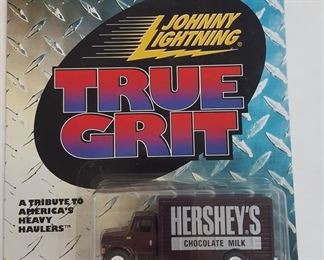 JOHNNY
LIGHTNING
TRUE
GRIT
A TRIBUTE TO
AMERICA'S
HEAVY
HAULERS™
HERSHEY'S
CHOCOLATE MILK